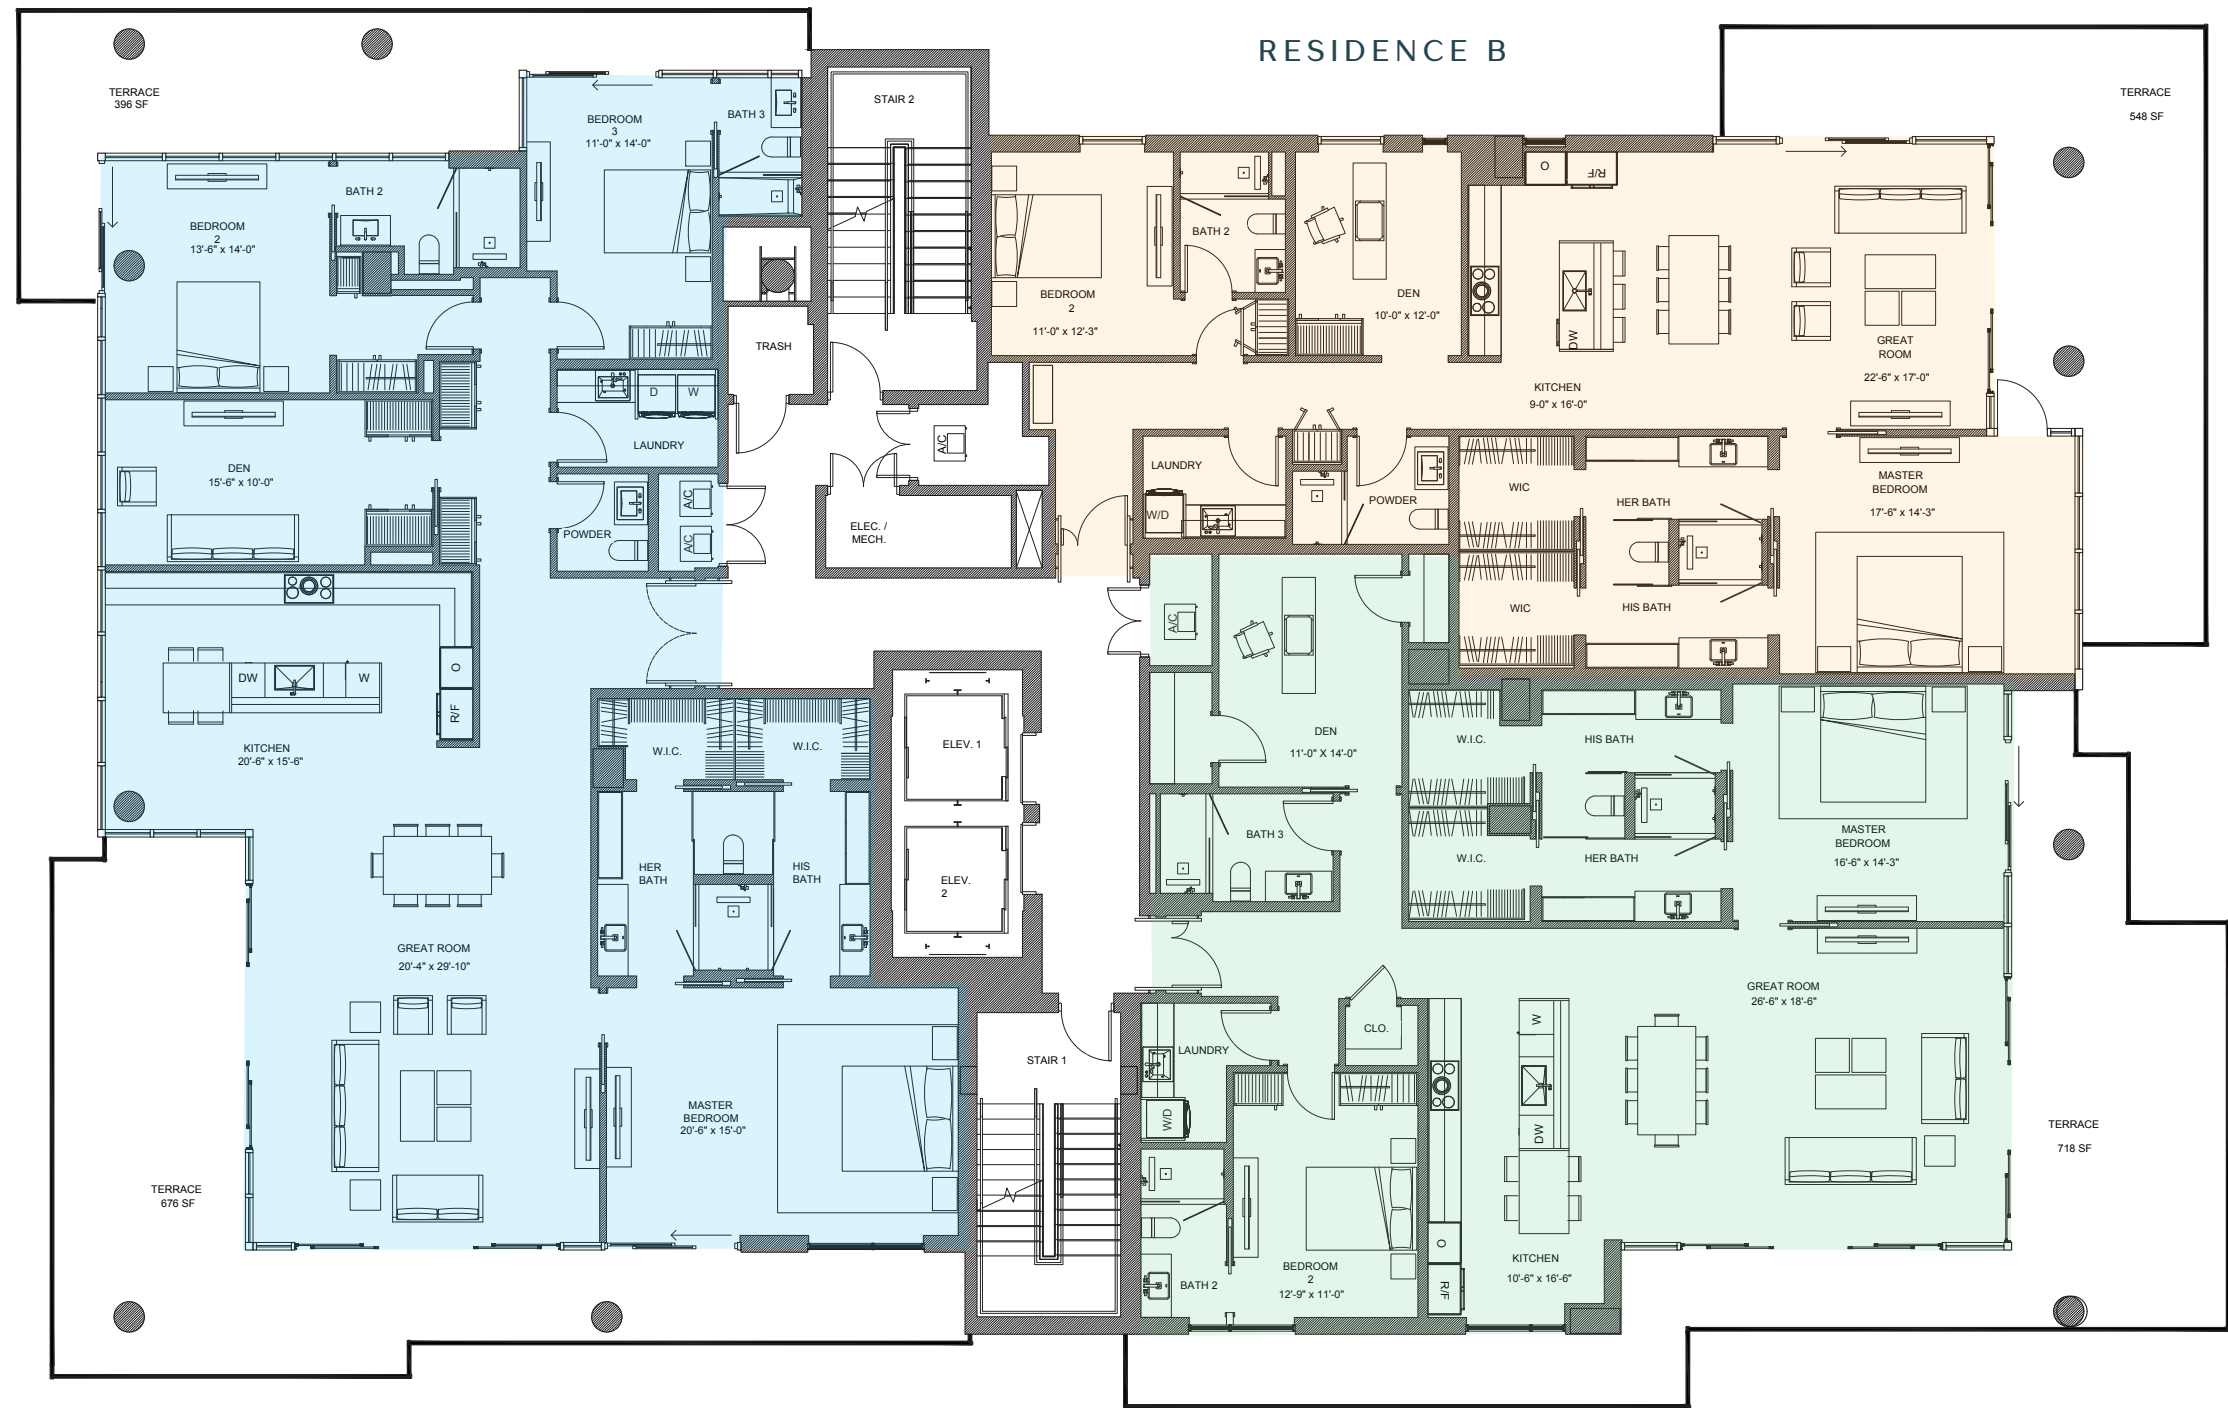 RESIDENCE B
TERRACE
396 SF
BEDROOM
3
11'-0" x 14'-0"
BATH 3
STAIR 2
TERRACE
548 SF
BEDROOM
2
13'-6" x 14'-0"
BATH 2
TRASH
BEDROOM
2
11'-0" x 12'-3"
BATH 2
DEN
10'-0" x 12'-0"
O
R/F
DW
KITCHEN
9'-0" x 16'-0"
GREAT
ROOM
22'-6" x 17'-0"
D
W
LAUNDRY
DEN
15'-6" x 10'-0"
POWDER
A/C
A/C
A/C
ELEC. /
MECH.
LAUNDRY
W/D
POWDER
WIC
HER BATH
MASTER
BEDROOM
17'-6" x 14'-3"
WIC
HIS BATH
A/C
DW
W
O
R/F
KITCHEN
20'-6" x 15'-6"
W.I.C.
W.I.C.
ELEV. 1
DEN
11'-0" X 14'-0"
W.I.C.
HIS BATH
BATH 3
MASTER
BEDROOM
16'-6" x 14'-3"
W.I.C.
HER BATH
HER
BATH
HIS
BATH
ELEV.
2
GREAT ROOM
20'-4" x 29'-10"
GREAT ROOM
26'-6" x 18'-6"
STAIR 1
LAUNDRY
CLO.
W
W/D
DW
MASTER
BEDROOM
20'-6" x 15'-0"
TERRACE
718 SF
TERRACE
676 SF
BATH 2
BEDROOM
2
12'-9" x 11'-0"
O
R/F
KITCHEN
10'-6" x 16'-6"